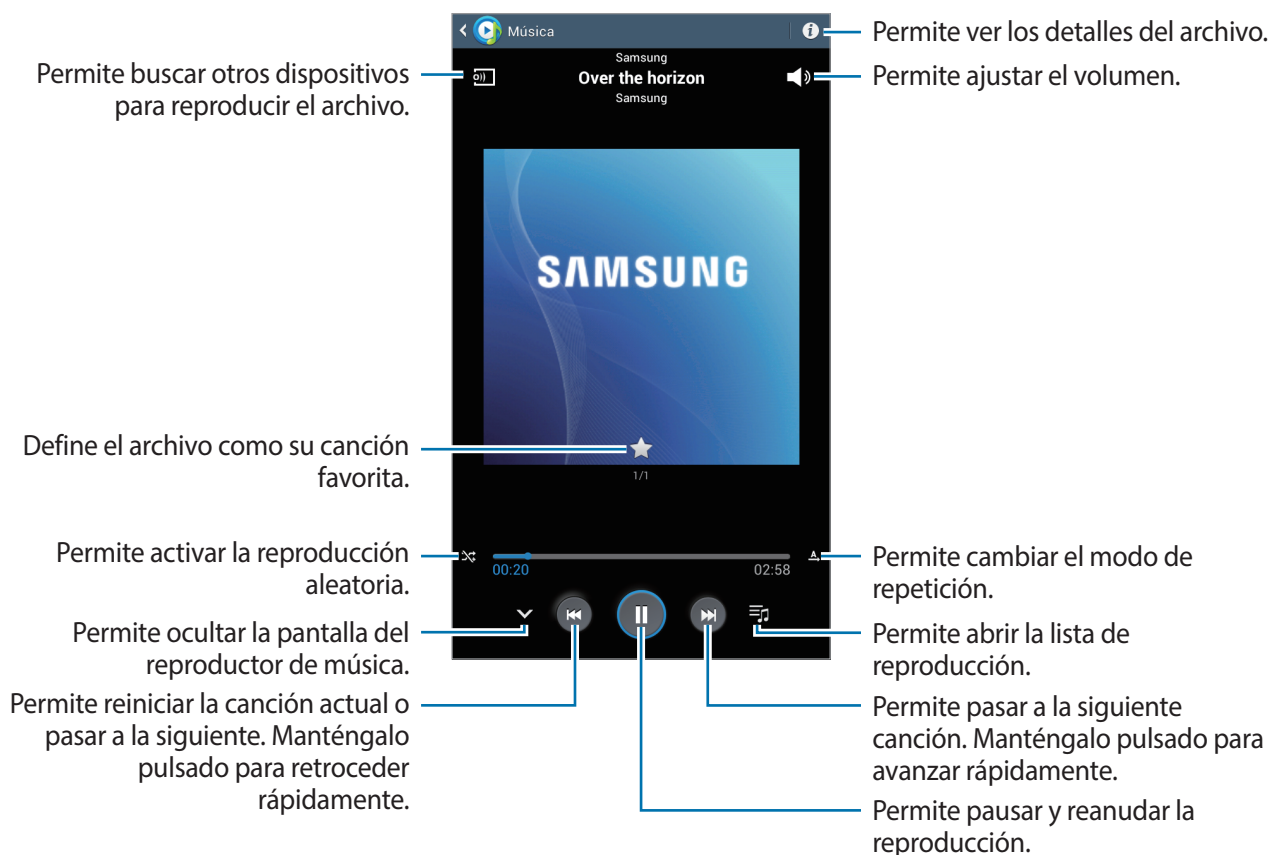 Música
Samsung
Over the horizon
Samsung
SAMSUNG
1/1
00:20
02:58
Permite buscar otros dispositivos
para reproducir el archivo.
Define el archivo como su canción
favorita.
Permite activar la reproducción
aleatoria.
Permite ocultar la pantalla del
reproductor de música.
Permite reiniciar la canción actual o
pasar a la siguiente. Manténgalo
pulsado para retroceder
rápidamente.
Permite ver los detalles del archivo.
Permite ajustar el volumen.
Permite cambiar el modo de
repetición.
Permite abrir la lista de
reproducción.
Permite pasar a la siguiente
canción. Manténgalo pulsado para
avanzar rápidamente.
Permite pausar y reanudar la
reproducción.